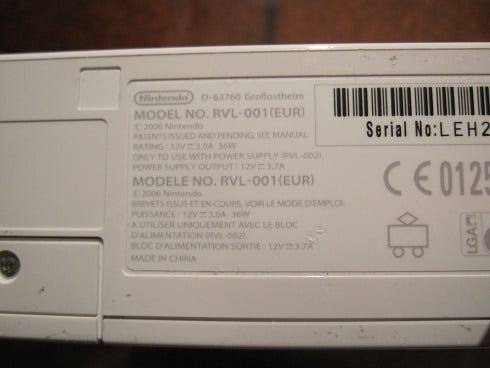 Nintendo D-63760 Großostheim
MODEL NO. RVL-001(EUR)
© 2006 Nintendo
PATENTS ISSUED AND PENDING, SEE MANUAL.
RATING : 12V⎓3.0A 36W
ONLY TO USE WITH POWER SUPPLY (RVL-002).
POWER SUPPLY OUTPUT : 12V⎓3.7A
MODELE NO. RVL-001(EUR)
© 2006 Nintendo
BREVETS ISSUS ET EN COURS, VOIR LE MODE D'EMPLOI.
PUISSANCE : 12V⎓3.0A 36W
A UTILISER UNIQUEMENT AVEC LE BLOC
D'ALIMENTATION (RVL-002).
BLOC D'ALIMENTATION SORTIE : 12V⎓3.7A
MADE IN CHINA
Serial No:LEH2
CE0125
LGA